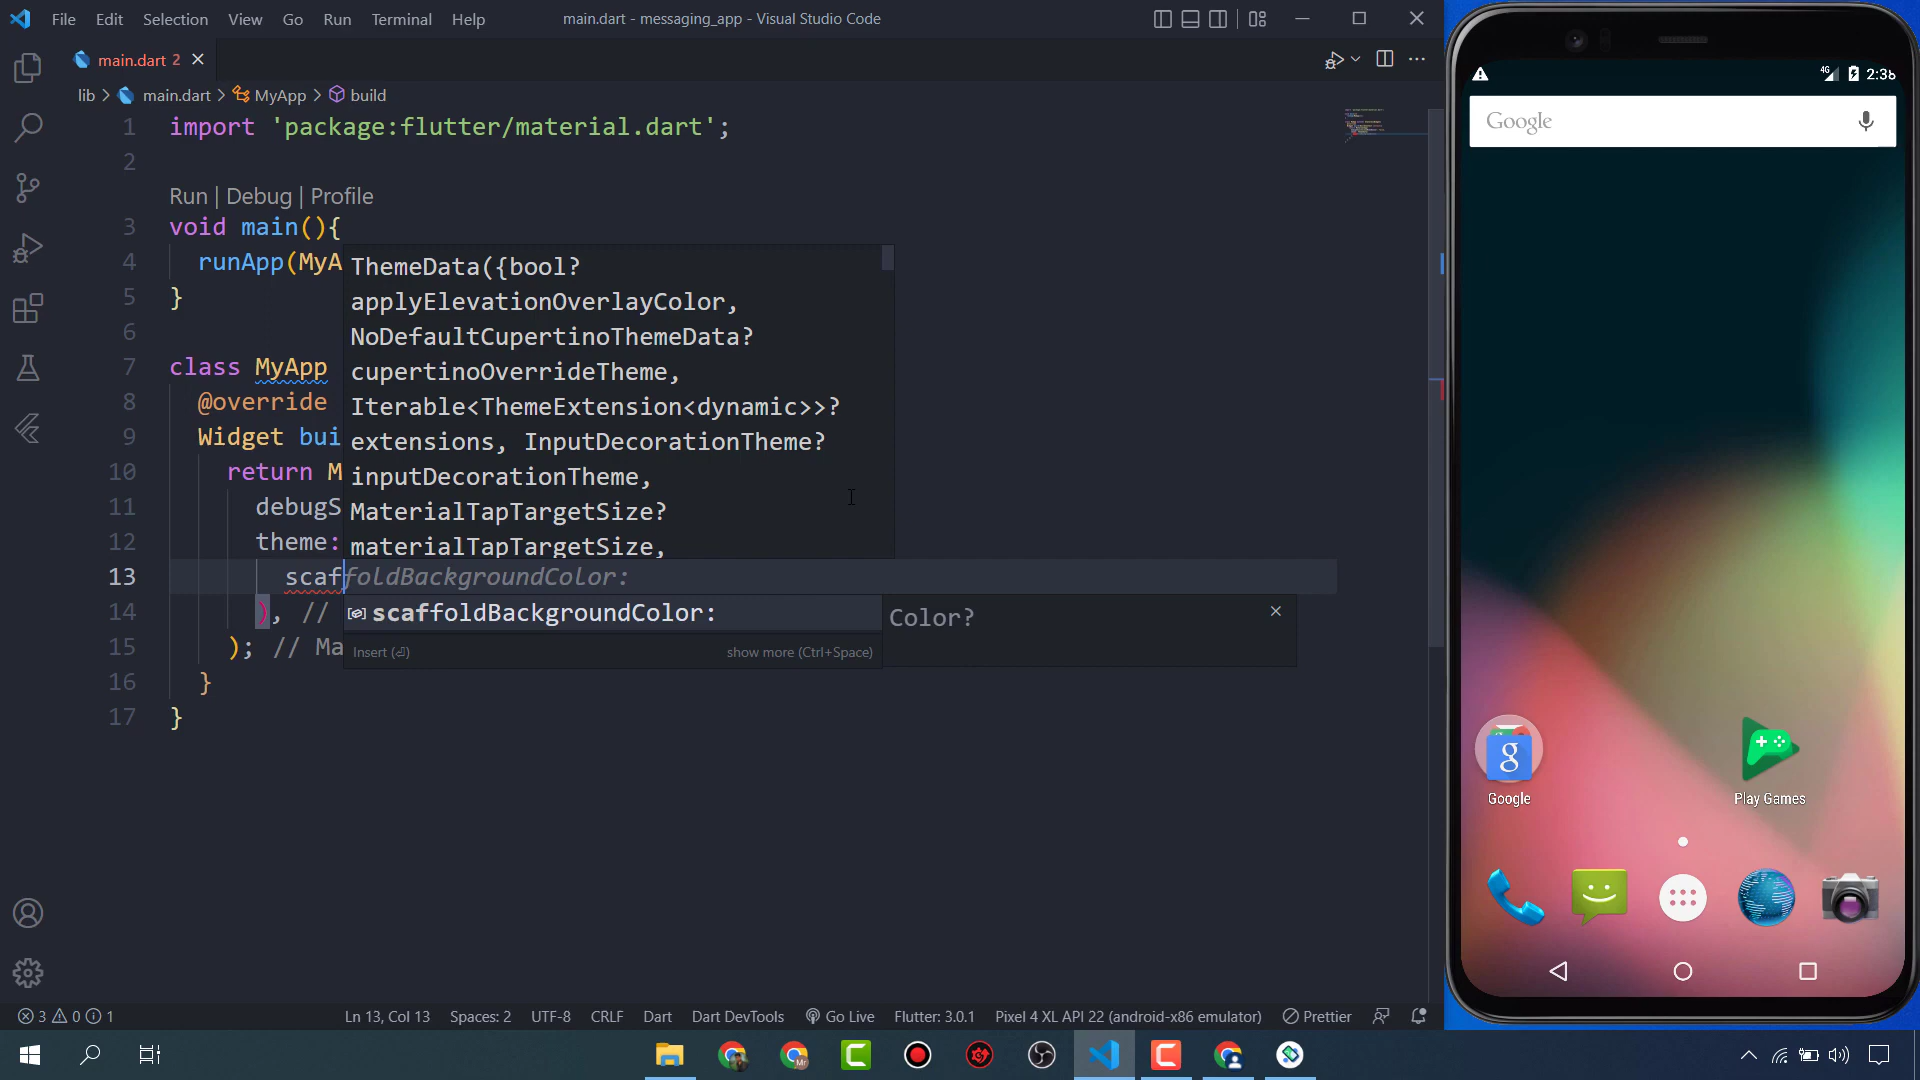 File Edit Selection View Go Run Terminal Help
main.dart - messaging_app - Visual Studio Code
main.dart 2
lib > main.dart > MyApp > build
1 import 'package:flutter/material.dart';
2
Run | Debug | Profile
3 void main(){
4 runApp(MyA
5 }
6
7 class MyApp
8 @override
9 Widget bui
10 return M
11 debugS
12 theme:
13 scaffoldBackgroundColor:
14 ), //
15 ); // Ma
16 }
17 }
ThemeData({bool?
applyElevationOverlayColor,
NoDefaultCupertinoThemeData?
cupertinoOverrideTheme,
Iterable<ThemeExtension<dynamic>>?
extensions, InputDecorationTheme?
inputDecorationTheme,
MaterialTapTargetSize?
materialTapTargetSize,
scaffoldBackgroundColor:
Color?
Insert (⏎) show more (Ctrl+Space)
3 0 1
Ln 13, Col 13 Spaces: 2 UTF-8 CRLF Dart Dart DevTools Go Live Flutter: 3.0.1 Pixel 4 XL API 22 (android-x86 emulator) Prettier
4G 2:36
Google
g
Google
Play Games
Mr